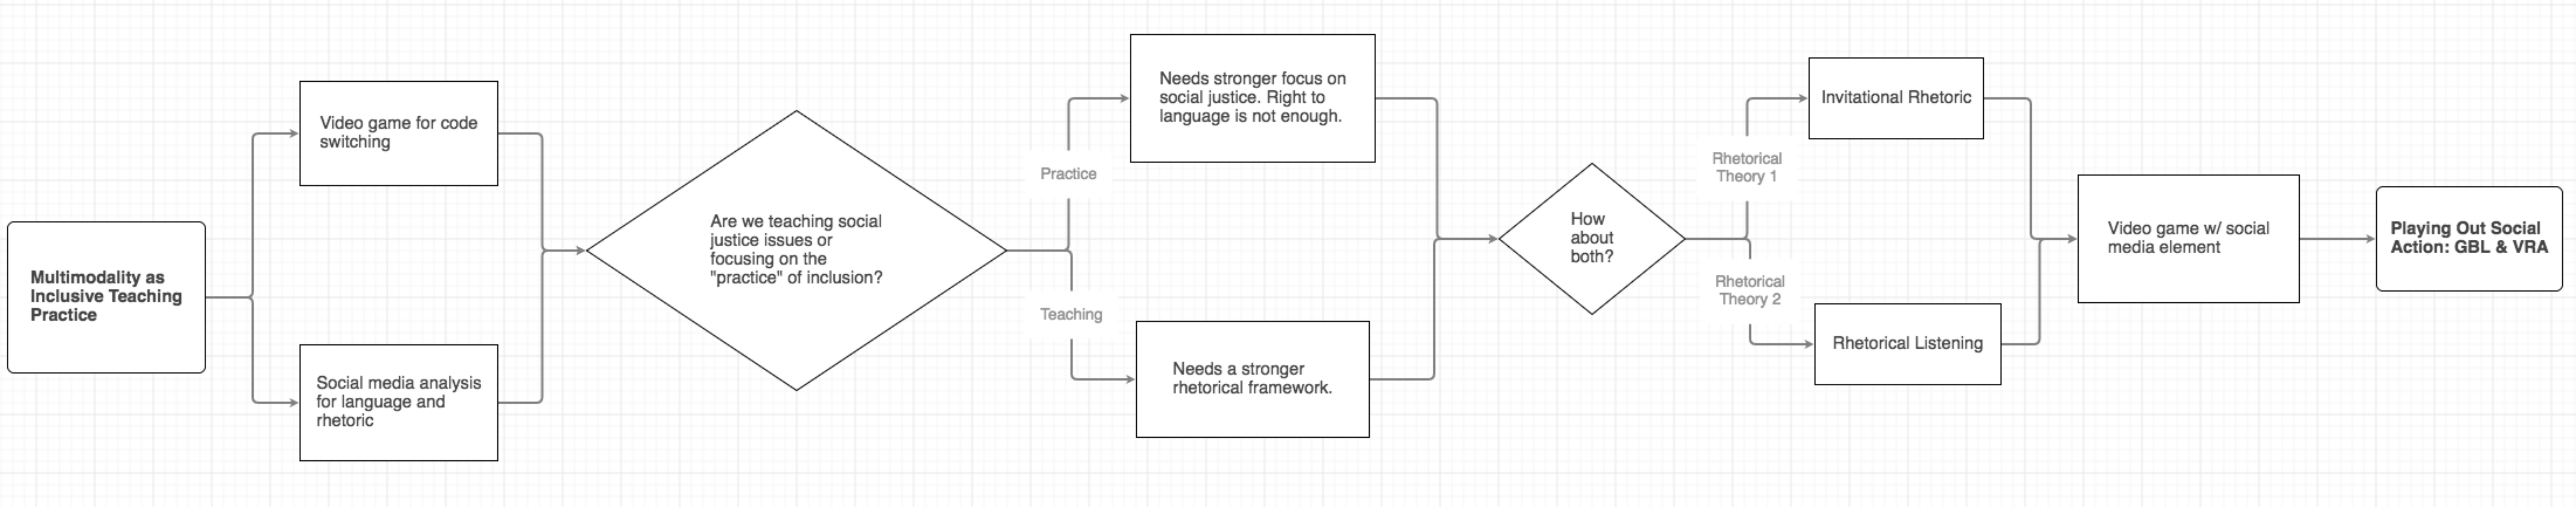 Multimodality as
Inclusive Teaching
Practice
Video game for code
switching
Social media analysis
for language and
rhetoric
Are we teaching social
justice issues or
focusing on the
"practice" of inclusion?
Practice
Teaching
Needs stronger focus on
social justice. Right to
language is not enough.
Needs a stronger
rhetorical framework.
How
about
both?
Rhetorical
Theory 1
Rhetorical
Theory 2
Invitational Rhetoric
Rhetorical Listening
Video game w/ social
media element
Playing Out Social
Action: GBL & VRA